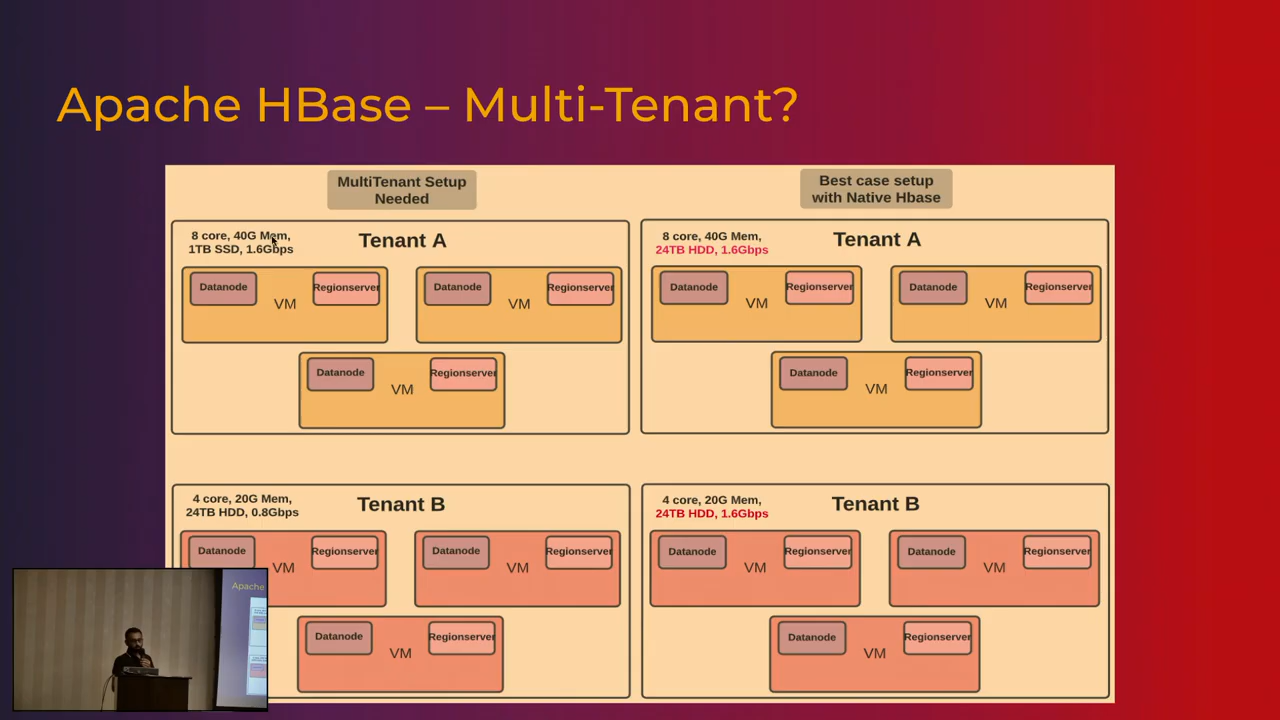 Apache HBase – Multi-Tenant?
MultiTenant Setup
Needed
8 core, 40G Mem,
1TB SSD, 1.6Gbps
Tenant A
Datanode
VM
Regionserver
Datanode
VM
Regionserver
Datanode
VM
Regionserver
4 core, 20G Mem,
24TB HDD, 0.8Gbps
Tenant B
Datanode
VM
Regionserver
Datanode
VM
Regionserver
Datanode
VM
Regionserver
Best case setup
with Native Hbase
8 core, 40G Mem,
24TB HDD, 1.6Gbps
Tenant A
Datanode
VM
Regionserver
Datanode
VM
Regionserver
Datanode
VM
Regionserver
4 core, 20G Mem,
24TB HDD, 1.6Gbps
Tenant B
Datanode
VM
Regionserver
Datanode
VM
Regionserver
Datanode
VM
Regionserver
Apache